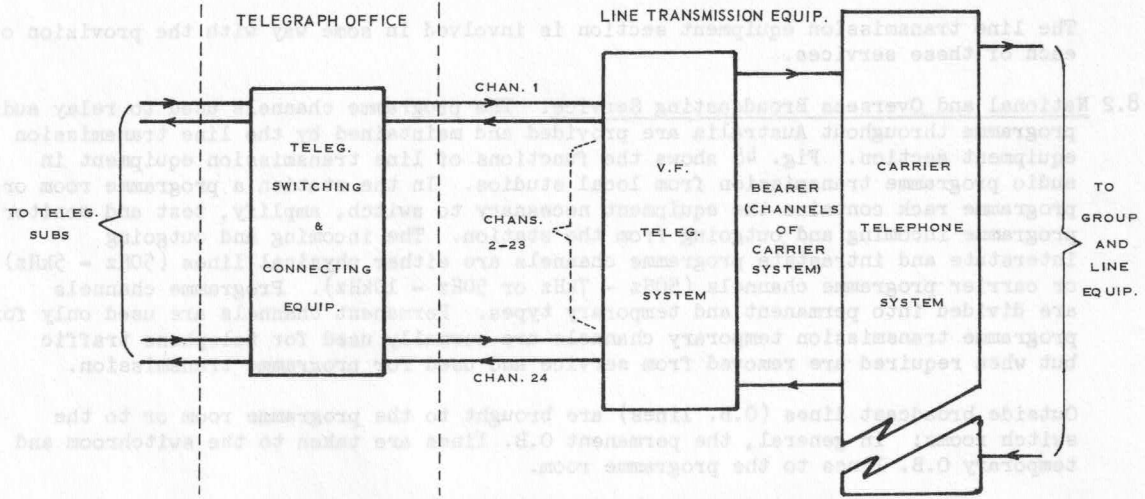 TELEGRAPH OFFICE
LINE TRANSMISSION EQUIP.
TO TELEG.
SUBS
TELEG.
SWITCHING
&
CONNECTING
EQUIP
CHAN. 1
CHANS.
2-23
CHAN. 24
V.F.
TELEG.
SYSTEM
BEARER
(CHANNELS
OF
CARRIER
SYSTEM)
CARRIER
TELEPHONE
SYSTEM
TO
GROUP
AND
LINE
EQUIP.
The line transmission equipment section is involved in some way with the provision o
each of these services.
8.2 National and Overseas Broadcasting Service. The programme channels used to relay aud
programme throughout Australia are provided and maintained by the line transmission
equipment section. Fig. shows the functions of line transmission equipment in
audio programme transmission from local studios. In the a programme room or
programme rack equipment necessary to switch, amplify, test and
programme incoming and outgoing from the station. The incoming and outgoing
interstate and intrastate programme channels are either physical lines (50Hz - 5kHz)
or carrier programme channels (50Hz - 7kHz or 50Hz - 10kHz). Programme channels
are divided into permanent and temporary types. Permanent channels are used only for
programme transmission temporary channels are normally used for telephone traffic
but when required are removed from service and used for programme transmission.
Outside broadcast lines (O.B. lines) are brought to the programme room or to the
switch room. In general, the permanent O.B. lines are taken to the switchroom and
temporary O.B. lines to the programme room.